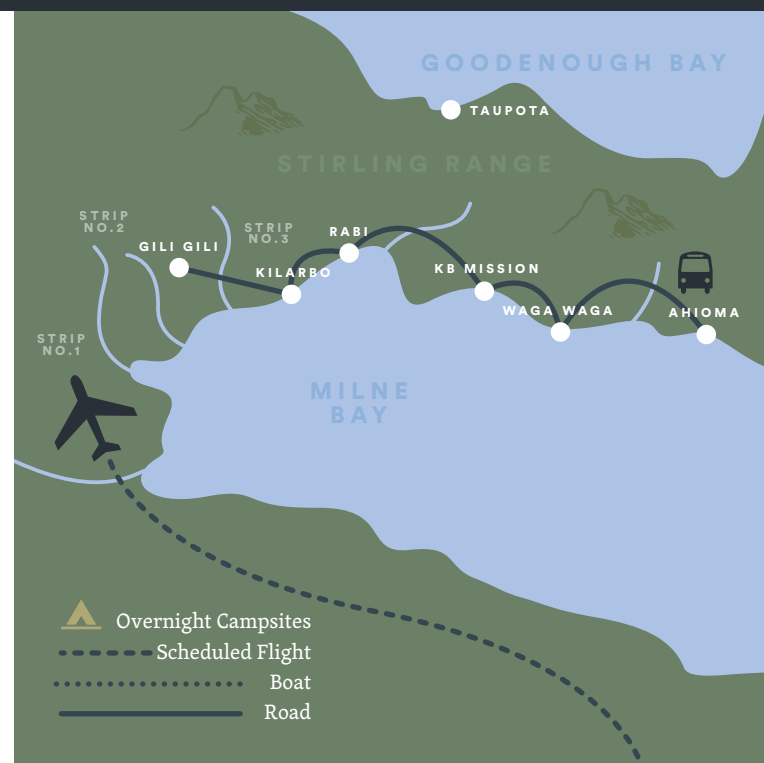 GOODENOUGH BAY
TAUPOTA
STIRLING RANGE
STRIP
NO.2
STRIP
NO.3
RABI
GILI GILI
KILARBO
KB MISSION
WAGA WAGA
AHIOMA
STRIP
NO.1
MILNE
BAY
Overnight Campsites
Scheduled Flight
Boat
Road